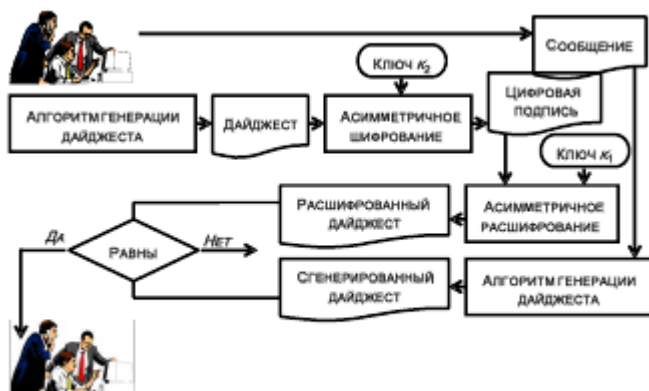 СООБЩЕНИЕ
КЛЮЧ К2
ЦИФРОВАЯ
ПОДПИСЬ
АЛГОРИТМ ГЕНЕРАЦИИ
ДАЙДЖЕСТА
ДАЙДЖЕСТ
АСИММЕТРИЧНОЕ
ШИФРОВАНИЕ
КЛЮЧ К1
РАСШИФРОВАННЫЙ
ДАЙДЖЕСТ
АСИММЕТРИЧНОЕ
РАСШИФРОВАНИЕ
ДА
РАВНЫ
НЕТ
СГЕНЕРИРОВАННЫЙ
ДАЙДЖЕСТ
АЛГОРИТМ ГЕНЕРАЦИИ
ДАЙДЖЕСТА